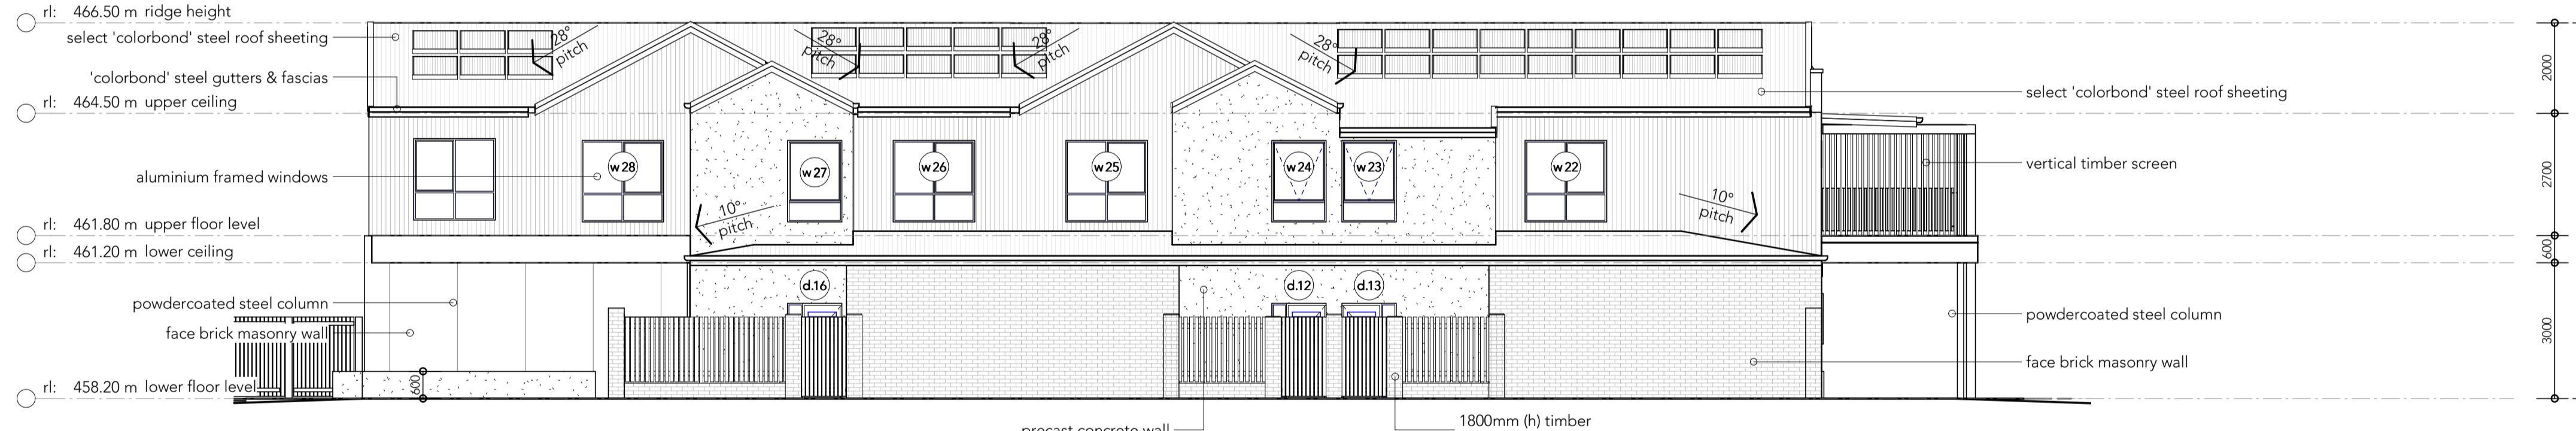 rl: 466.50 m ridge height
select 'colorbond' steel roof sheeting
'colorbond' steel gutters & fascias
rl: 464.50 m upper ceiling
aluminium framed windows
rl: 461.80 m upper floor level
rl: 461.20 m lower ceiling
powdercoated steel column
face brick masonry wall
rl: 458.20 m lower floor level
600
28°
pitch
28°
pitch
28°
pitch
28°
pitch
w28
w27
w26
w25
w24
w23
w22
10°
pitch
10°
pitch
d.16
d.12
d.13
precast concrete wall
1800mm (h) timber
select 'colorbond' steel roof sheeting
vertical timber screen
powdercoated steel column
face brick masonry wall
2000
2700
600
3000